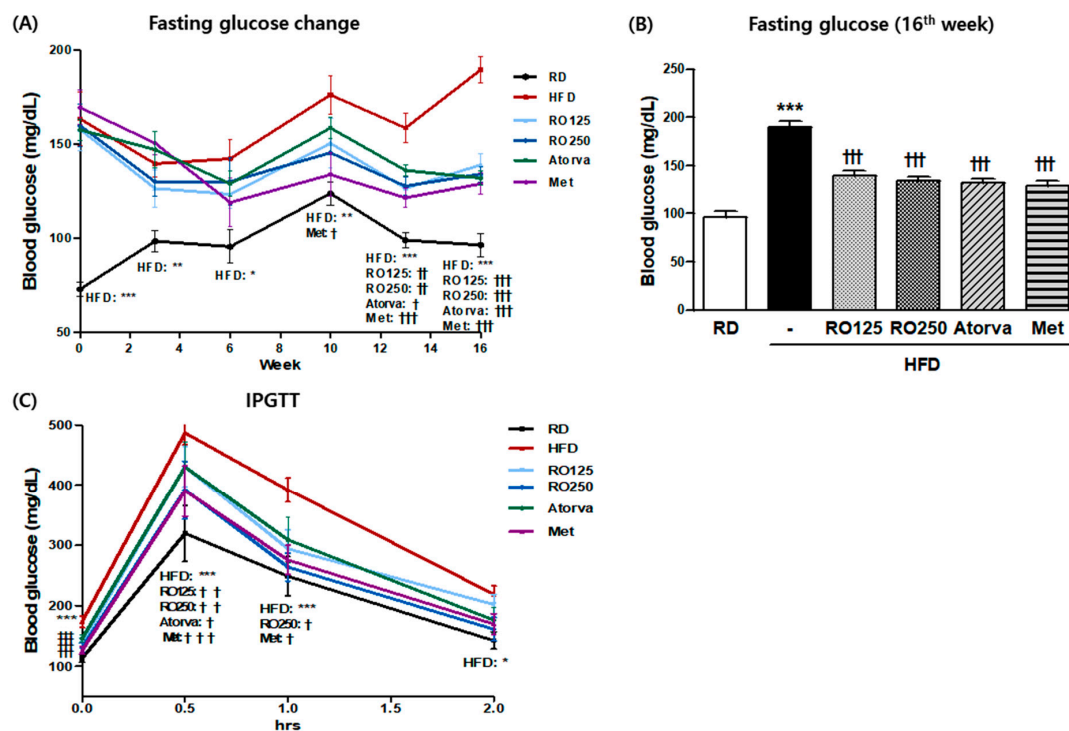 (A)
Fasting glucose change
Blood glucose (mg/dL)
200
150
100
50
0
2
4
6
8
10
12
14
16
Week
RD
HFD
RO125
RO250
Atorva
Met
HFD: ***
HFD: **
HFD: *
HFD: **
Met: †
HFD: ***
RO125: ††
RO250: ††
Atorva: †
Met: †††
HFD: ***
RO125: †††
RO250: †††
Atorva: †††
Met: †††
(B)
Fasting glucose (16th week)
Blood glucose (mg/dL)
250
200
150
100
50
0
***
†††
†††
†††
†††
RD
-
RO125
RO250
Atorva
Met
HFD
(C)
IPGTT
Blood glucose (mg/dL)
500
400
300
200
100
0.0
0.5
1.0
1.5
2.0
hrs
RD
HFD
RO125
RO250
Atorva
Met
***
†††
†††
HFD: ***
RO125: † †
RO250: † †
Atorva: †
Met: † † †
HFD: ***
RO250: †
Met: †
HFD: *